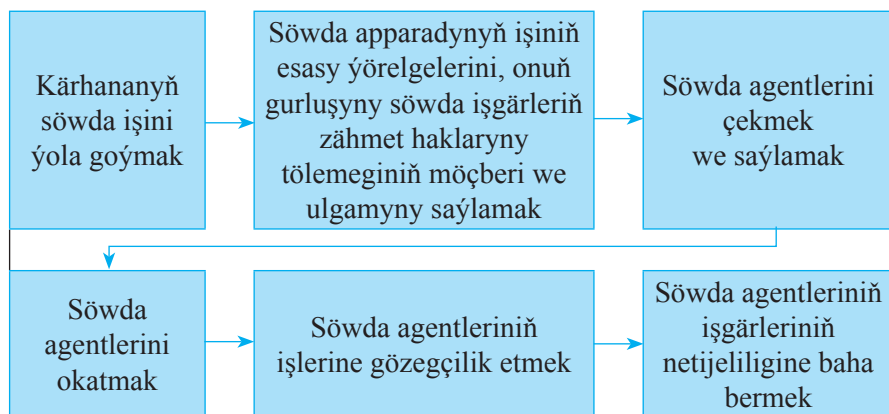 Kärhananyň
söwda işini
ýola goýmak
Söwda apparadynyň işiniň
esasy ýörelgelerini, onuň
gurluşyny söwda işgärleriň
zähmet haklaryny
tölemeginiň möçberi we
ulgamyny saýlamak
Söwda agentlerini
çekmek
we saýlamak
Söwda
agentlerini
okatmak
Söwda agentleriniň
işlerine gözegçilik etmek
Söwda agentleriniň
işgärleriniň
netijeliligine baha
bermek